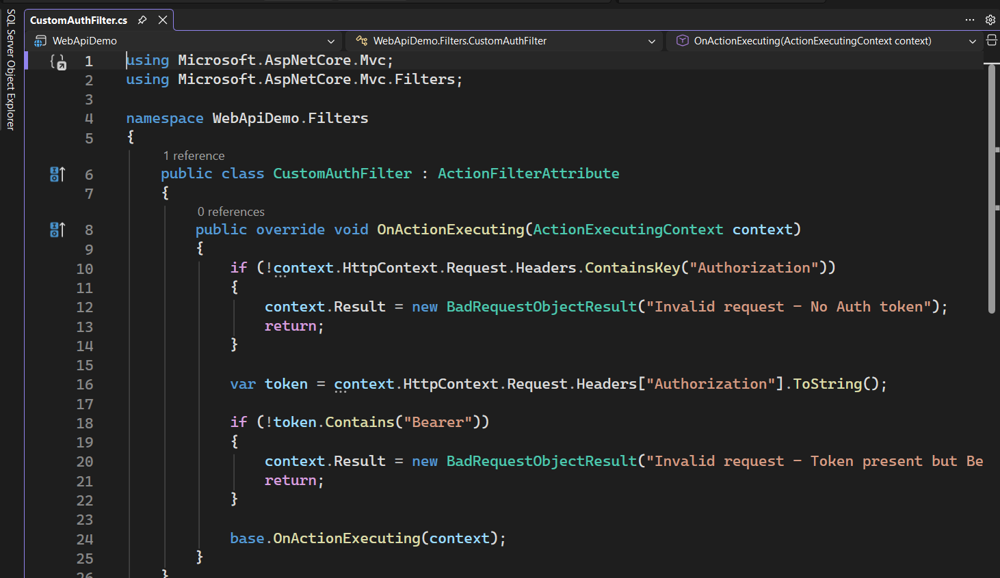 SQL Server Object Explorer
CustomAuthFilter.cs
WebApiDemo
WebApiDemo.Filters.CustomAuthFilter
OnActionExecuting(ActionExecutingContext context)
1 using Microsoft.AspNetCore.Mvc;
2 using Microsoft.AspNetCore.Mvc.Filters;
3
4 namespace WebApiDemo.Filters
5 {
1 reference
6 public class CustomAuthFilter : ActionFilterAttribute
7 {
0 references
8 public override void OnActionExecuting(ActionExecutingContext context)
9 {
10 if (!context.HttpContext.Request.Headers.ContainsKey("Authorization"))
11 {
12 context.Result = new BadRequestObjectResult("Invalid request - No Auth token");
13 return;
14 }
15
16 var token = context.HttpContext.Request.Headers["Authorization"].ToString();
17
18 if (!token.Contains("Bearer"))
19 {
20 context.Result = new BadRequestObjectResult("Invalid request - Token present but Be
21 return;
22 }
23
24 base.OnActionExecuting(context);
25 }
26 }